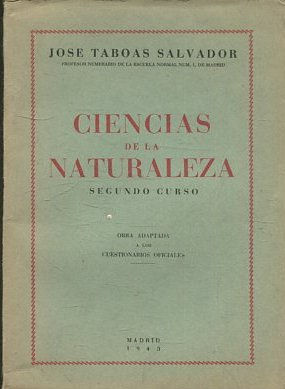 JOSE TABOAS SALVADOR
PROFESOR NUMERARIO DE LA ESCUELA NORMAL NUM. 1, DE MADRID
CIENCIAS
DE LA
NATURALEZA
SEGUNDO CURSO
OBRA ADAPTADA
A LOS
CUESTIONARIOS OFICIALES
MADRID
1943